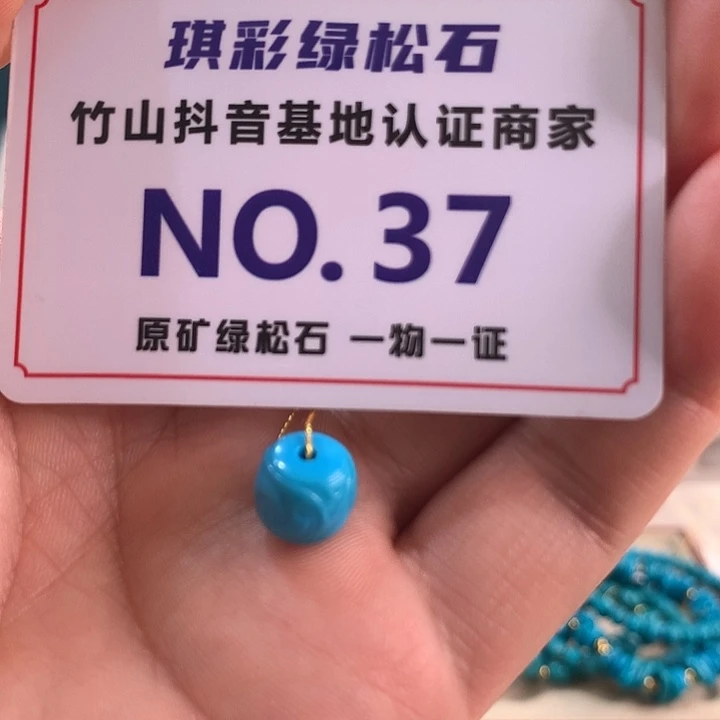 琪彩绿松石
竹山抖音基地认证商家
NO. 37
原矿绿松石 一物一证